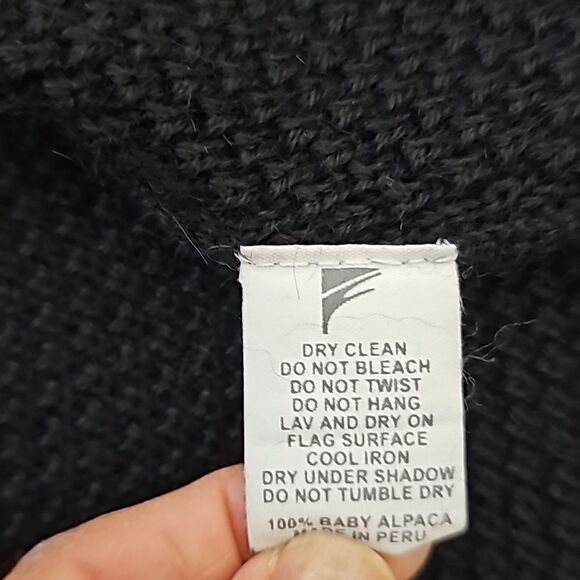 DRY CLEAN
DO NOT BLEACH
DO NOT TWIST
DO NOT HANG
LAV AND DRY ON
FLAG SURFACE
COOL IRON
DRY UNDER SHADOW
DO NOT TUMBLE DRY
100% BABY ALPACA
MADE IN PERU